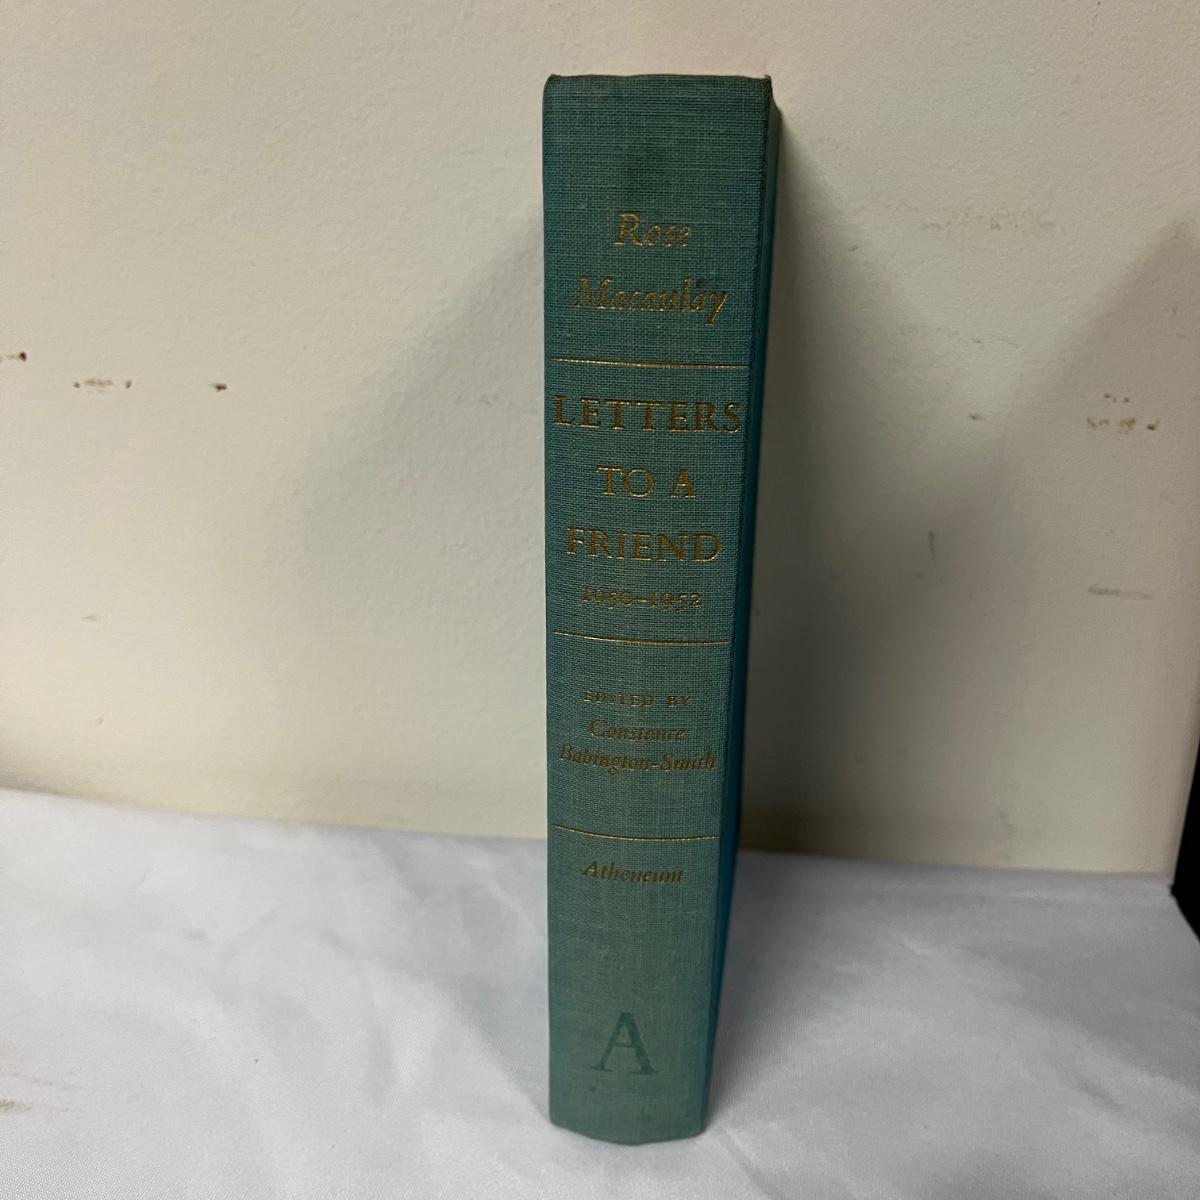 Rose
Macaulay
LETTERS
TO A
FRIEND
1950–1952
EDITED BY
Constance
Babington-Smith
Atheneum
A